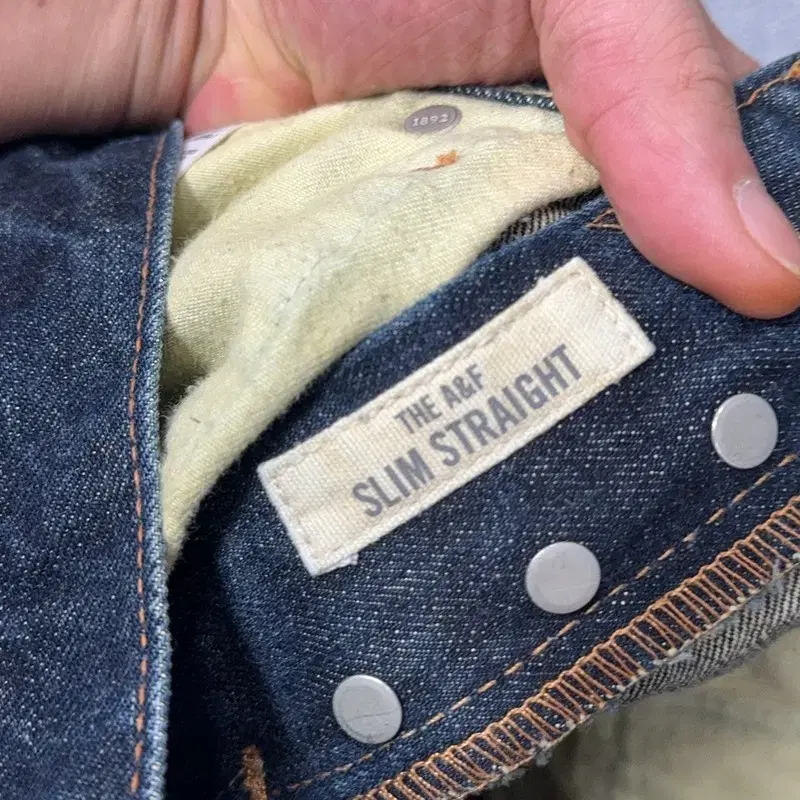 1892
THE A&F
SLIM STRAIGHT